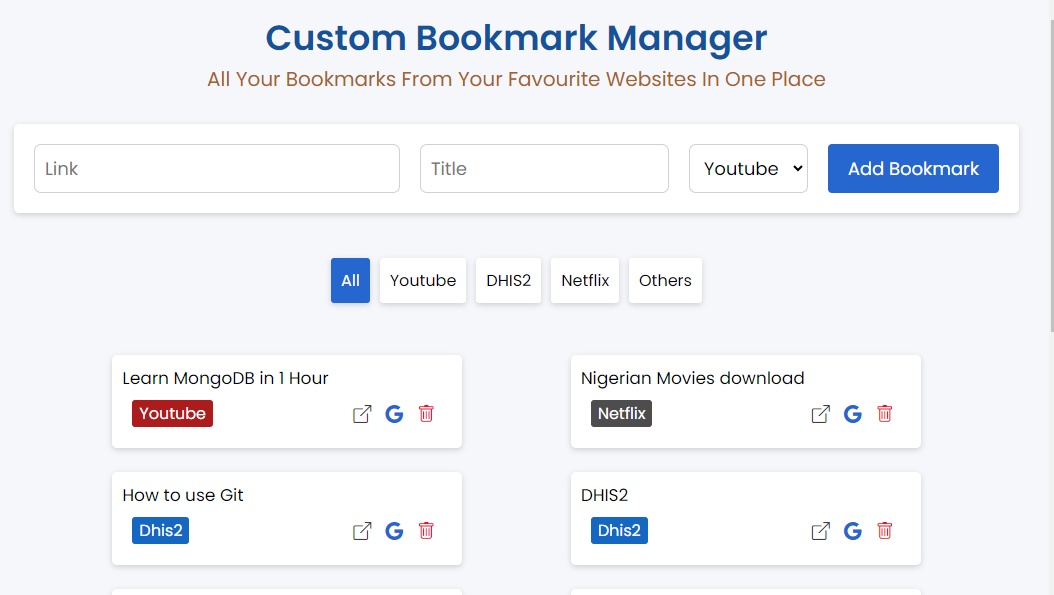 Custom Bookmark Manager
All Your Bookmarks From Your Favourite Websites In One Place
Link Title Youtube Add Bookmark
All Youtube DHIS2 Netflix Others
Learn MongoDB in 1 Hour
Youtube G
Nigerian Movies download
Netflix G
How to use Git
Dhis2 G
DHIS2
Dhis2 G